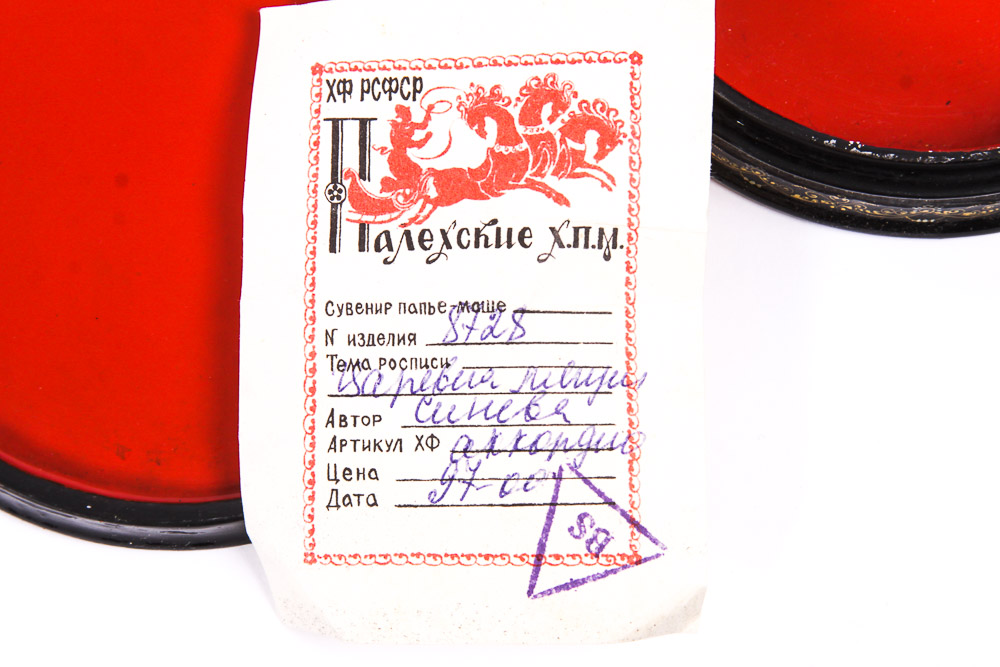 ХФ РСФСР
Палехские х.п.м.
Сувенир папье-маше
N изделия 8728
Тема росписи
Царевна лягушка
Автор Синева
Артикул ХФ аккордион
Цена 97-00
Дата
BS